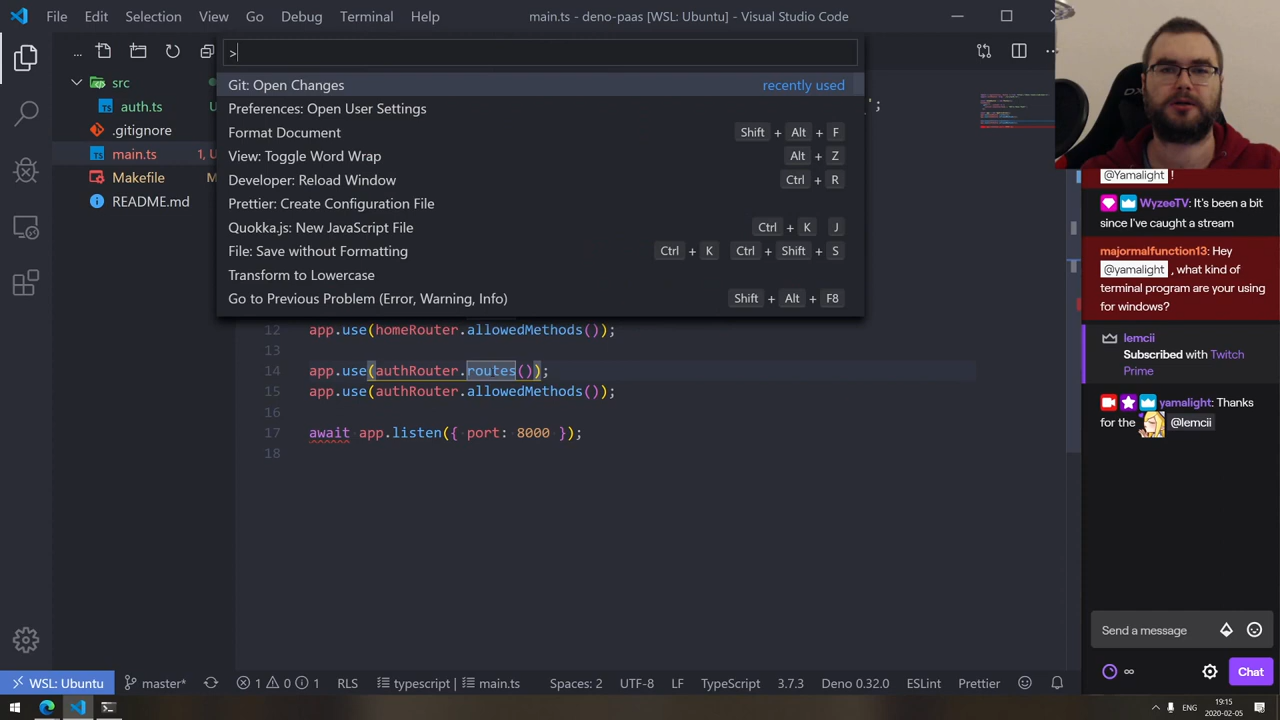 File Edit Selection View Go Debug Terminal Help
main.ts - deno-paas [WSL: Ubuntu] - Visual Studio Code
>
Git: Open Changes recently used
Preferences: Open User Settings
Format Document Shift + Alt + F
View: Toggle Word Wrap Alt + Z
Developer: Reload Window Ctrl + R
Prettier: Create Configuration File
Quokka.js: New JavaScript File Ctrl + K J
File: Save without Formatting Ctrl + K Ctrl + Shift + S
Transform to Lowercase
Go to Previous Problem (Error, Warning, Info) Shift + Alt + F8
src
TS auth.ts U
.gitignore
TS main.ts 1, U
Makefile M
README.md
';
12 app.use(homeRouter.allowedMethods());
13
14 app.use(authRouter.routes());
15 app.use(authRouter.allowedMethods());
16
17 await app.listen({ port: 8000 });
18
@Yamalight !
WyzeeTV: It's been a bit
since I've caught a stream
majormalfunction13: Hey
@yamalight , what kind of
terminal program are your using
for windows?
lemcii
Subscribed with Twitch
Prime
yamalight: Thanks
for the @lemcii
Send a message
∞
Chat
WSL: Ubuntu master* 1 0 1 RLS typescript | main.ts Spaces: 2 UTF-8 LF TypeScript 3.7.3 Deno 0.32.0 ESLint Prettier
ENG 19:15
2020-02-05